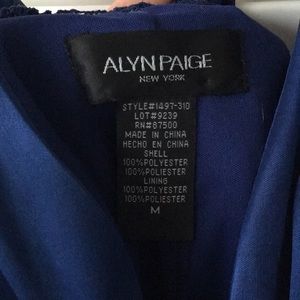 ALYN PAIGE
NEW YORK
STYLE#1497-310
LOT#9239
RN#87500
MADE IN CHINA
HECHO EN CHINA
SHELL
100%POLYESTER
100%POLIESTER
LINING
100%POLYESTER
100%POLIESTER
M